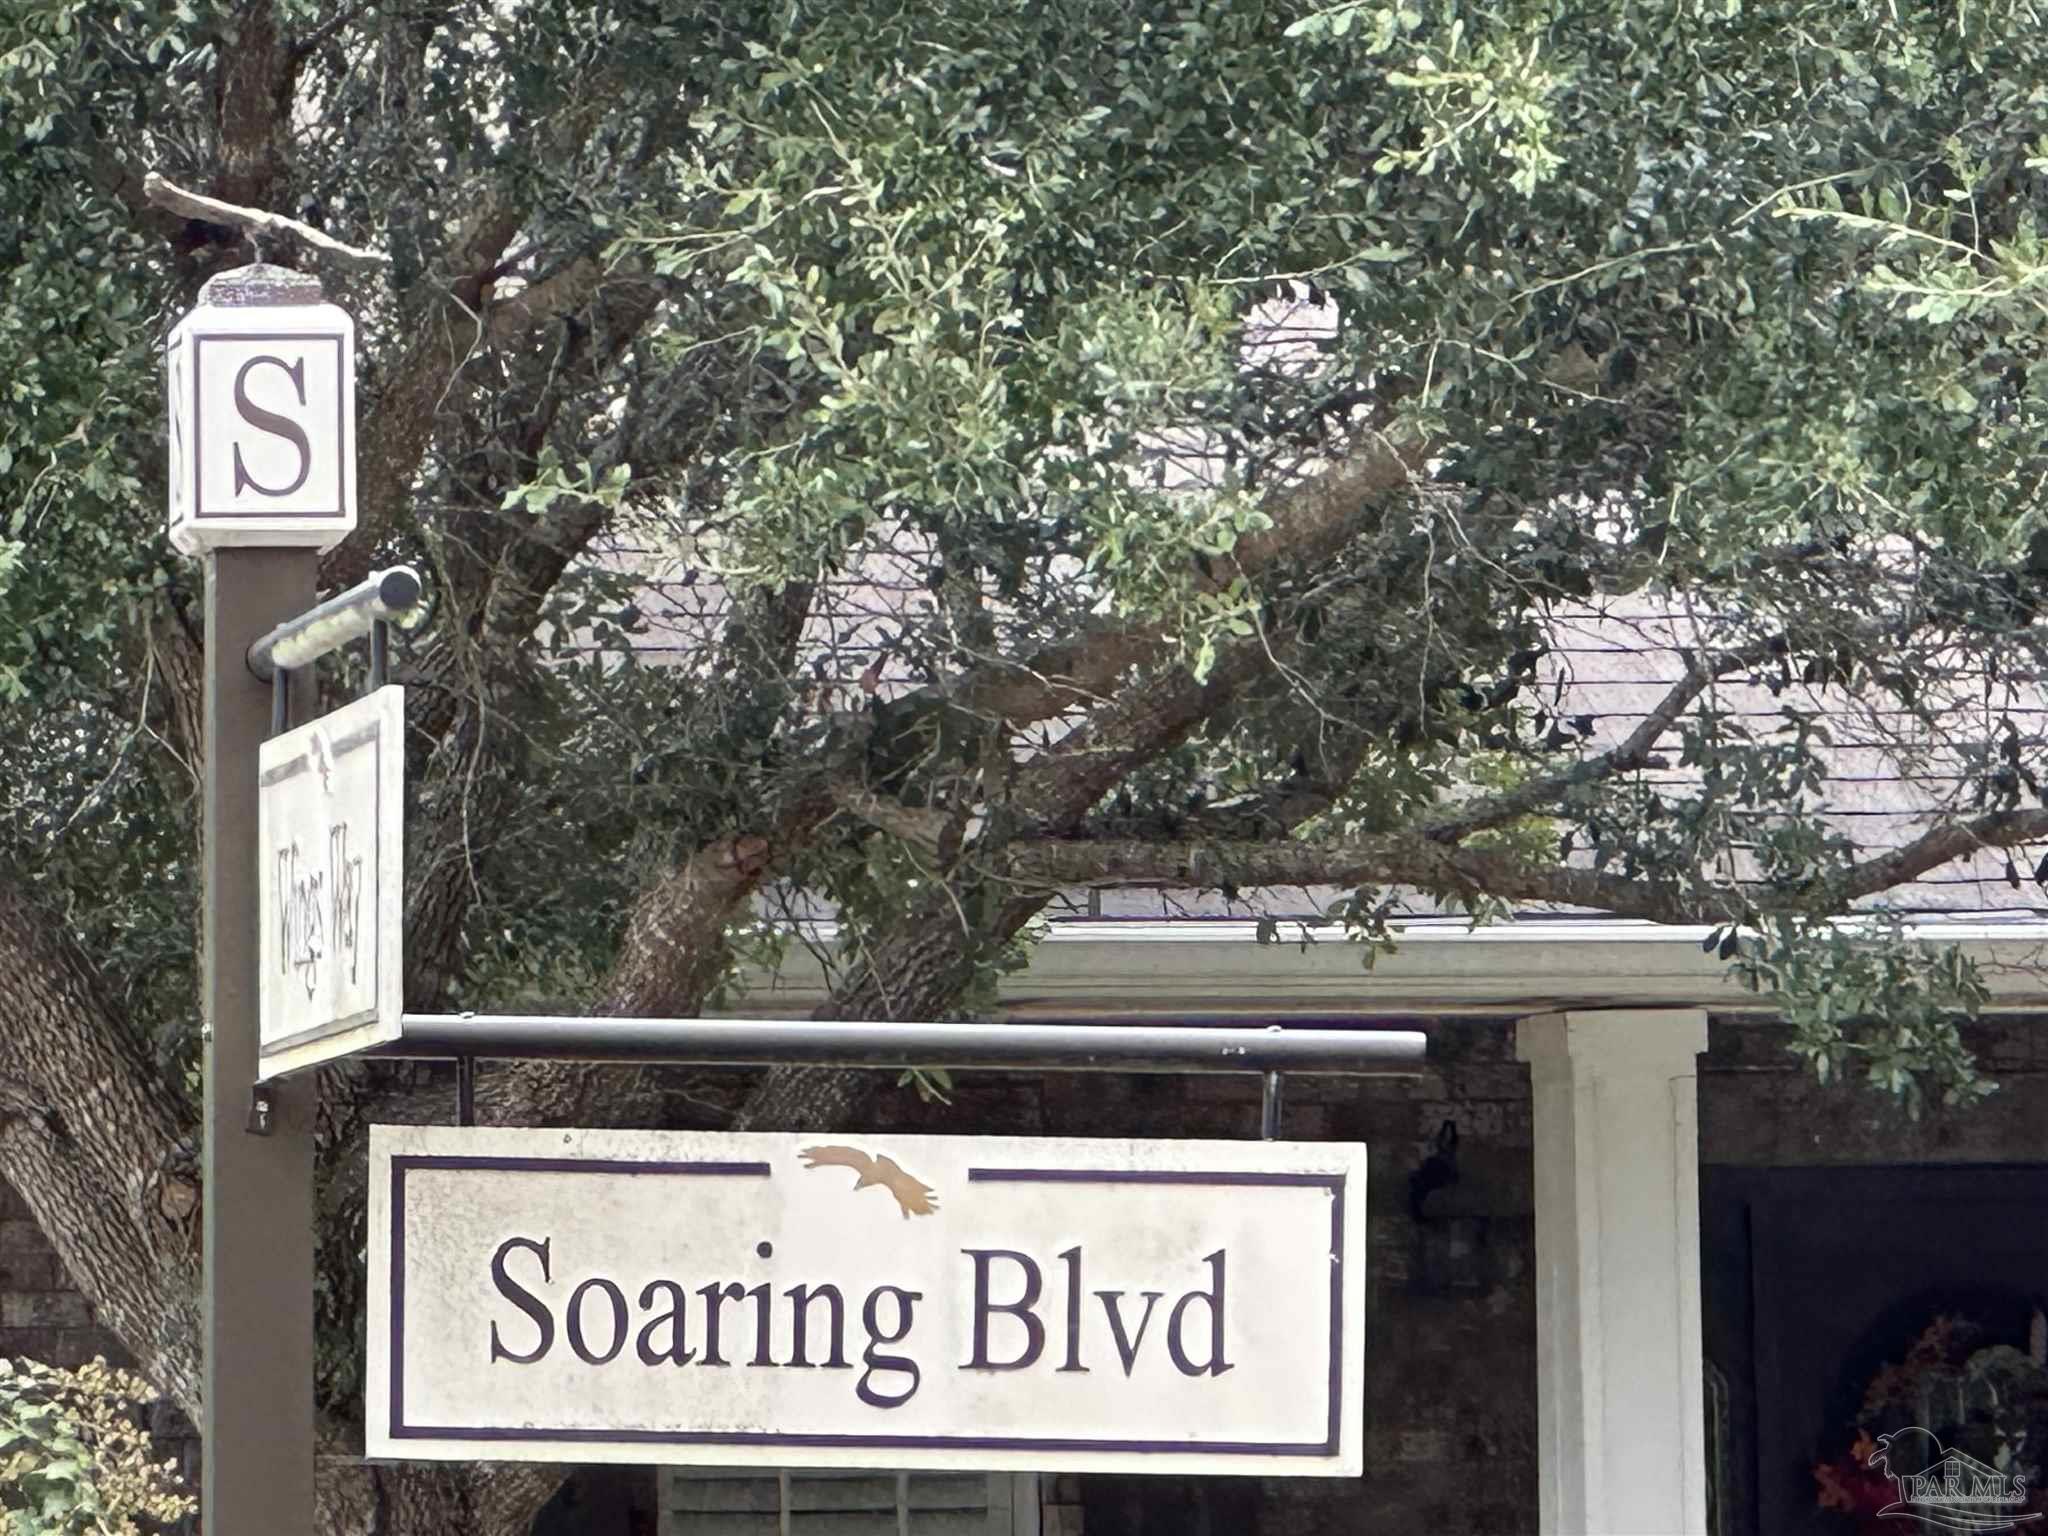 S
Wings Way
Soaring Blvd
PAR MLS